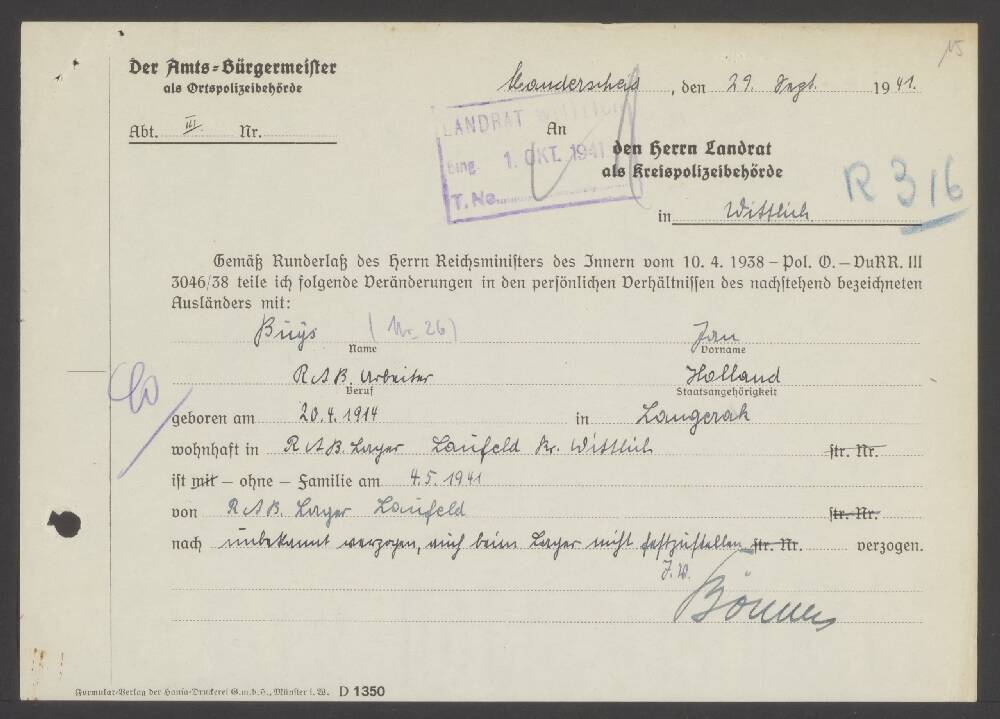 15
Der Amts-Bürgermeister
als Ortspolizeibehörde
Manderscheid, den 29. Sept. 1941.
Abt. III. Nr.
LANDRAT WITTLICH
Eing. 1. OKT. 1941
T. No.
An
den Herrn Landrat
als Kreispolizeibehörde
in Wittlich
R 316
Gemäß Runderlaß des Herrn Reichsministers des Innern vom 10. 4. 1938 – Pol. O. – VuRR. III
3046/38 teile ich folgende Veränderungen in den persönlichen Verhältnissen des nachstehend bezeichneten
Ausländers mit:
Buijs (Nr. 26) Jan
Name Vorname
R.A.B. Arbeiter Holland
Beruf Staatsangehörigkeit
geboren am 20.4.1914 in Langerak
wohnhaft in R.A.B. Lager Laufeld Kr. Wittlich str. Nr.
ist mit – ohne – Familie am 4.5.1941
von R.A.B. Lager Laufeld str. Nr.
nach unbekannt verzogen, auch beim Lager nicht festzustellen str. Nr. verzogen.
J.V.
Formular-Verlag der Hansa-Druckerei G.m.b.H., Münster i. W. D 1350